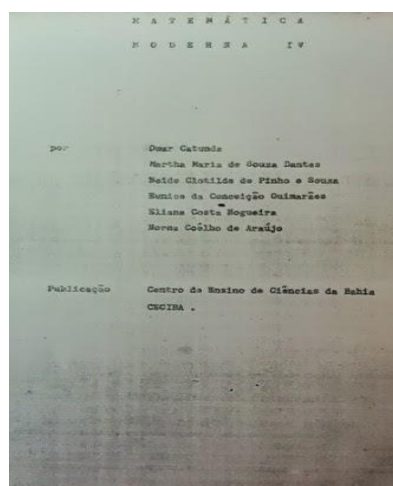 M A T E M Á T I C A
M O D E R N A I V
por Omar Catunda
Martha Maria de Souza Dantas
Neide Clotilde de Pinho e Souza
Eunice da Conceição Guimarães
Eliana Costa Nogueira
Norma Coêlho de Araújo
Publicação Centro de Ensino de Ciências da Bahia
CECIBA .